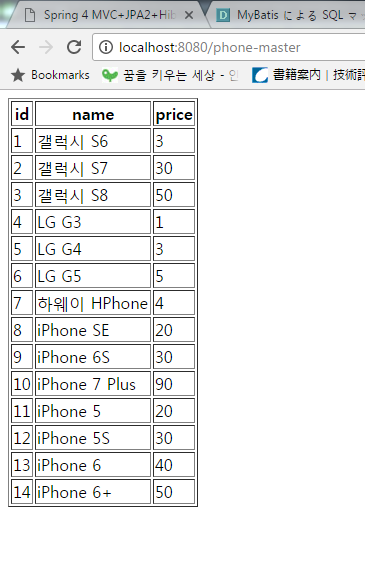 Spring 4 MVC+JPA2+Hib
MyBatis による SQL マッ
localhost:8080/phone-master
Bookmarks 꿈을 키우는 세상 - 書籍案内 | 技術評
id name price
1 갤럭시 S6 3
2 갤럭시 S7 30
3 갤럭시 S8 50
4 LG G3 1
5 LG G4 3
6 LG G5 5
7 하웨이 HPhone 4
8 iPhone SE 20
9 iPhone 6S 30
10 iPhone 7 Plus 90
11 iPhone 5 20
12 iPhone 5S 30
13 iPhone 6 40
14 iPhone 6+ 50